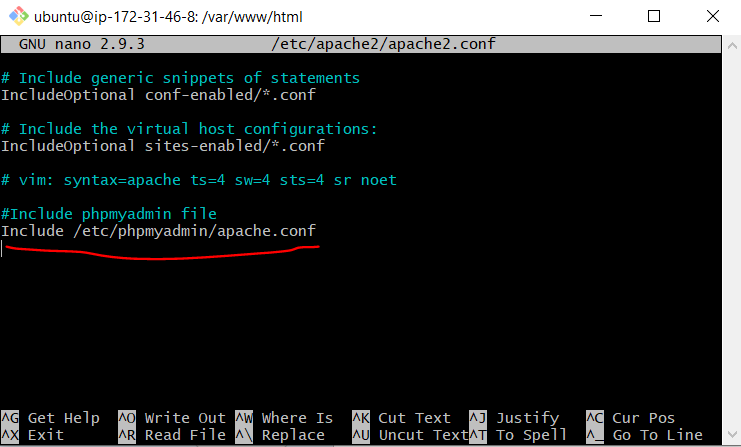 ubuntu@ip-172-31-46-8: /var/www/html
GNU nano 2.9.3 /etc/apache2/apache2.conf
# Include generic snippets of statements
IncludeOptional conf-enabled/*.conf
# Include the virtual host configurations:
IncludeOptional sites-enabled/*.conf
# vim: syntax=apache ts=4 sw=4 sts=4 sr noet
#Include phpmyadmin file
Include /etc/phpmyadmin/apache.conf
^G Get Help ^O Write Out ^W Where Is ^K Cut Text ^J Justify ^C Cur Pos
^X Exit ^R Read File ^\ Replace ^U Uncut Text ^T To Spell ^_ Go To Line